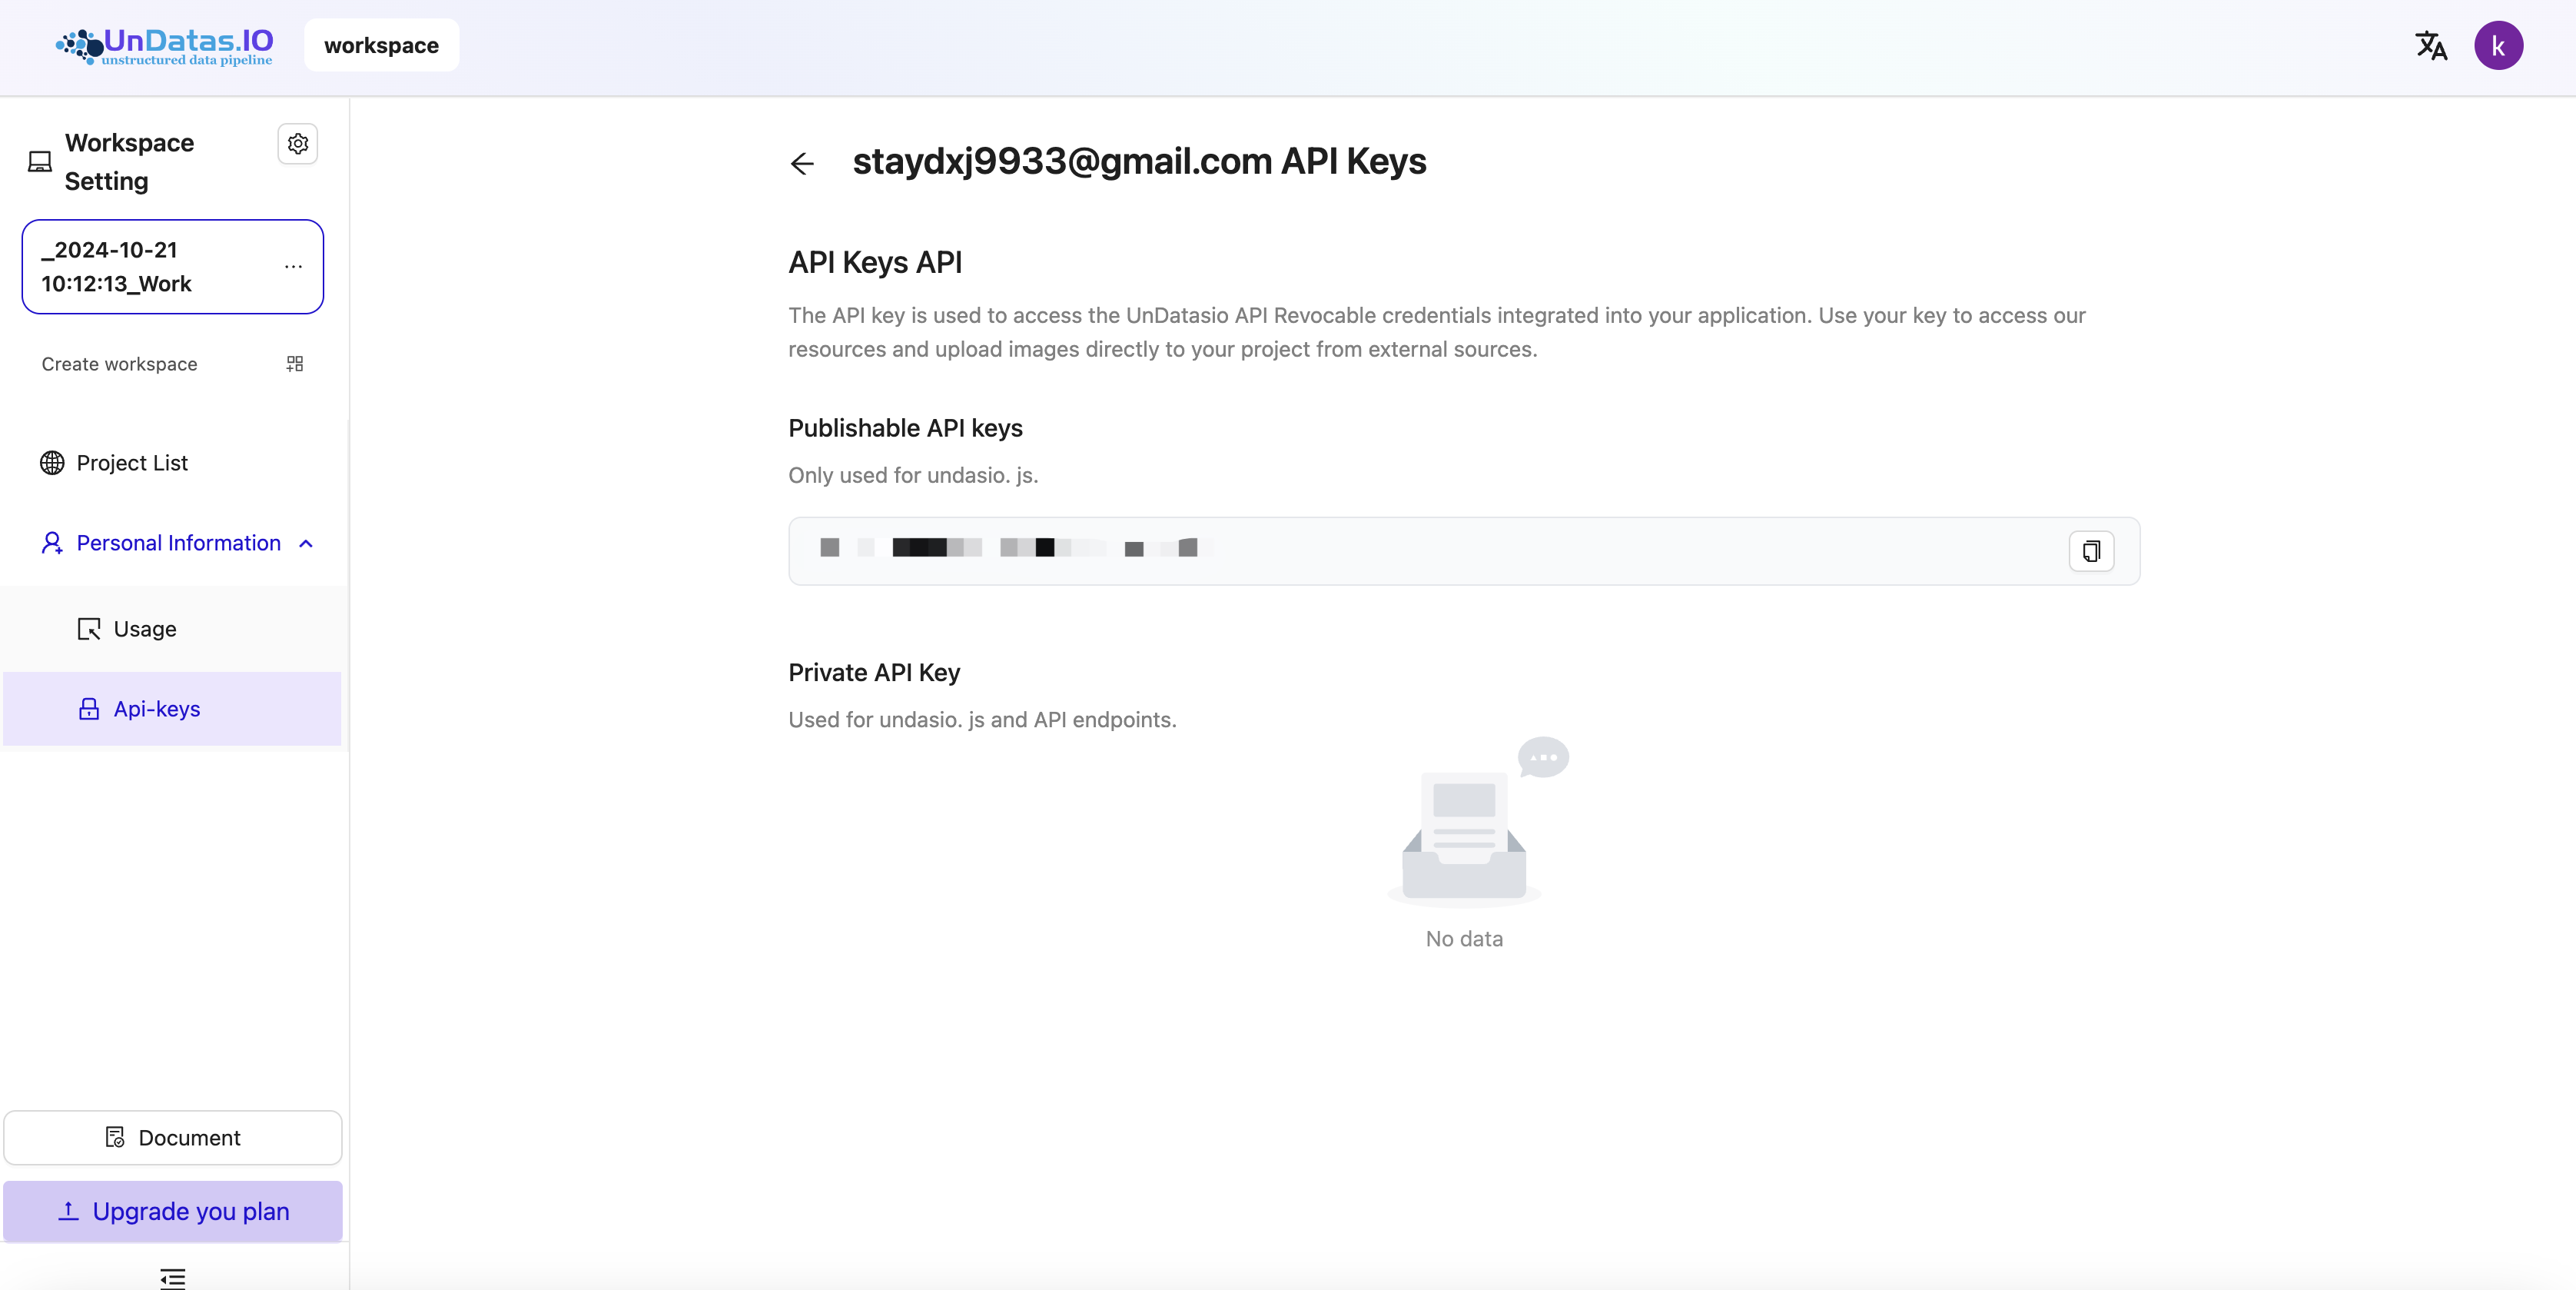 UnDatas.IO
unstructured data pipeline
workspace
k
Workspace
Setting
_2024-10-21
10:12:13_Work
...
Create workspace
Project List
Personal Information
Usage
Api-keys
Document
Upgrade you plan
staydxj9933@gmail.com API Keys
API Keys API
The API key is used to access the UnDatasio API Revocable credentials integrated into your application. Use your key to access our
resources and upload images directly to your project from external sources.
Publishable API keys
Only used for undasio. js.
Private API Key
Used for undasio. js and API endpoints.
No data